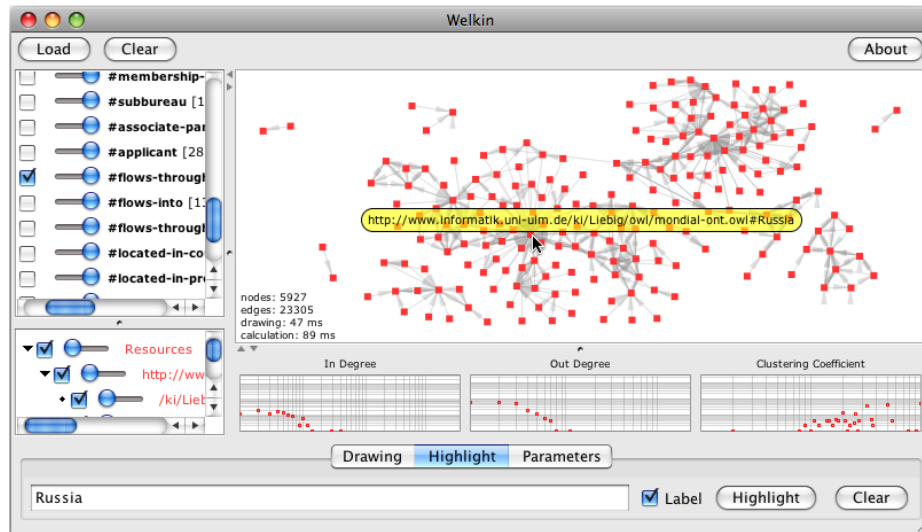 Welkin
Load
Clear
About
#membership-
#subbureau [1
#associate-par
#applicant [28
#flows-through
#flows-into [13
#flows-through
#located-in-co
#located-in-pro
http://www.informatik.uni-ulm.de/ki/Liebig/owl/mondial-ont.owl#Russia
nodes: 5927
edges: 23305
drawing: 47 ms
calculation: 89 ms
Resources
http://ww
/ki/Lieb
In Degree
Out Degree
Clustering Coefficient
Drawing
Highlight
Parameters
Russia
Label
Highlight
Clear